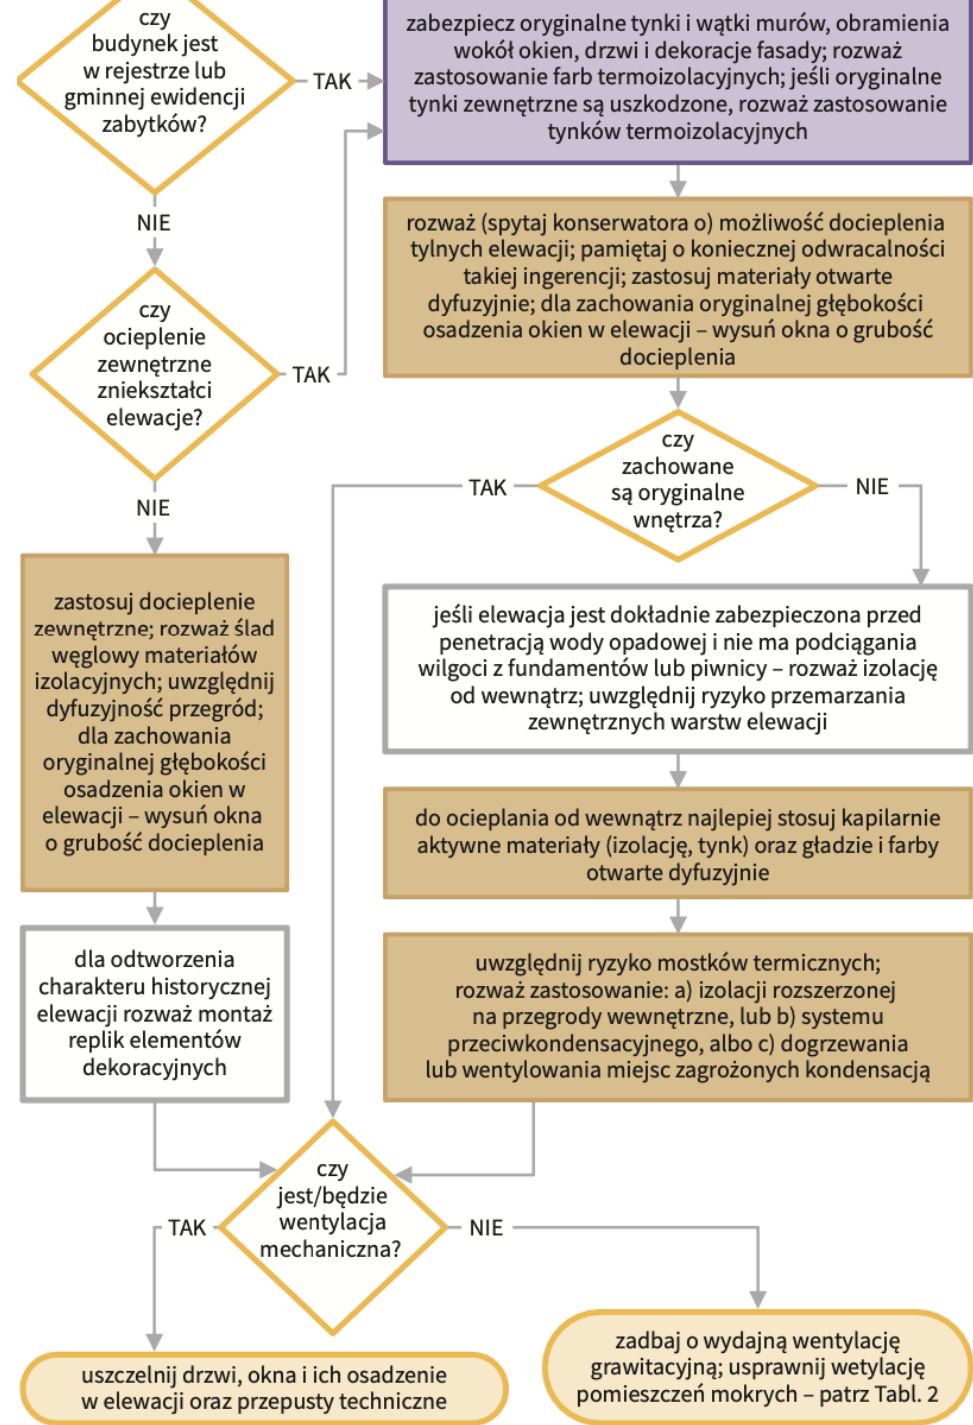 czy
budynek jest
w rejestrze lub
gminnej ewidencji
zabytków?
TAK
zabezpiecz oryginalne tynki i wątki murów, obramienia
wokół okien, drzwi i dekoracje fasady; rozważ
zastosowanie farb termoizolacyjnych; jeśli oryginalne
tynki zewnętrzne są uszkodzone, rozważ zastosowanie
tynków termoizolacyjnych
NIE
rozważ (spytaj konserwatora o) możliwość docieplenia
tylnych elewacji; pamiętaj o koniecznej odwracalności
takiej ingerencji; zastosuj materiały otwarte
dyfuzyjnie; dla zachowania oryginalnej głębokości
osadzenia okien w elewacji – wysuń okna o grubość
docieplenia
czy
ocieplenie
zewnętrzne
zniekształci
elewacje?
TAK
NIE
czy
zachowane
są oryginalne
wnętrza?
TAK
NIE
zastosuj docieplenie
zewnętrzne; rozważ ślad
węglowy materiałów
izolacyjnych; uwzględnij
dyfuzyjność przegród;
dla zachowania
oryginalnej głębokości
osadzenia okien w
elewacji – wysuń okna
o grubość docieplenia
jeśli elewacja jest dokładnie zabezpieczona przed
penetracją wody opadowej i nie ma podciągania
wilgoci z fundamentów lub piwnicy – rozważ izolację
od wewnątrz; uwzględnij ryzyko przemarzania
zewnętrznych warstw elewacji
do ocieplania od wewnątrz najlepiej stosuj kapilarnie
aktywne materiały (izolację, tynk) oraz gładzie i farby
otwarte dyfuzyjnie
dla odtworzenia
charakteru historycznej
elewacji rozważ montaż
replik elementów
dekoracyjnych
uwzględnij ryzyko mostków termicznych;
rozważ zastosowanie: a) izolacji rozszerzonej
na przegrody wewnętrzne, lub b) systemu
przeciwkondensacyjnego, albo c) dogrzewania
lub wentylowania miejsc zagrożonych kondensacją
czy
jest/będzie
wentylacja
mechaniczna?
TAK
NIE
uszczelnij drzwi, okna i ich osadzenie
w elewacji oraz przepusty techniczne
zadbaj o wydajną wentylację
grawitacyjną; usprawnij wetylację
pomieszczeń mokrych – patrz Tabl. 2